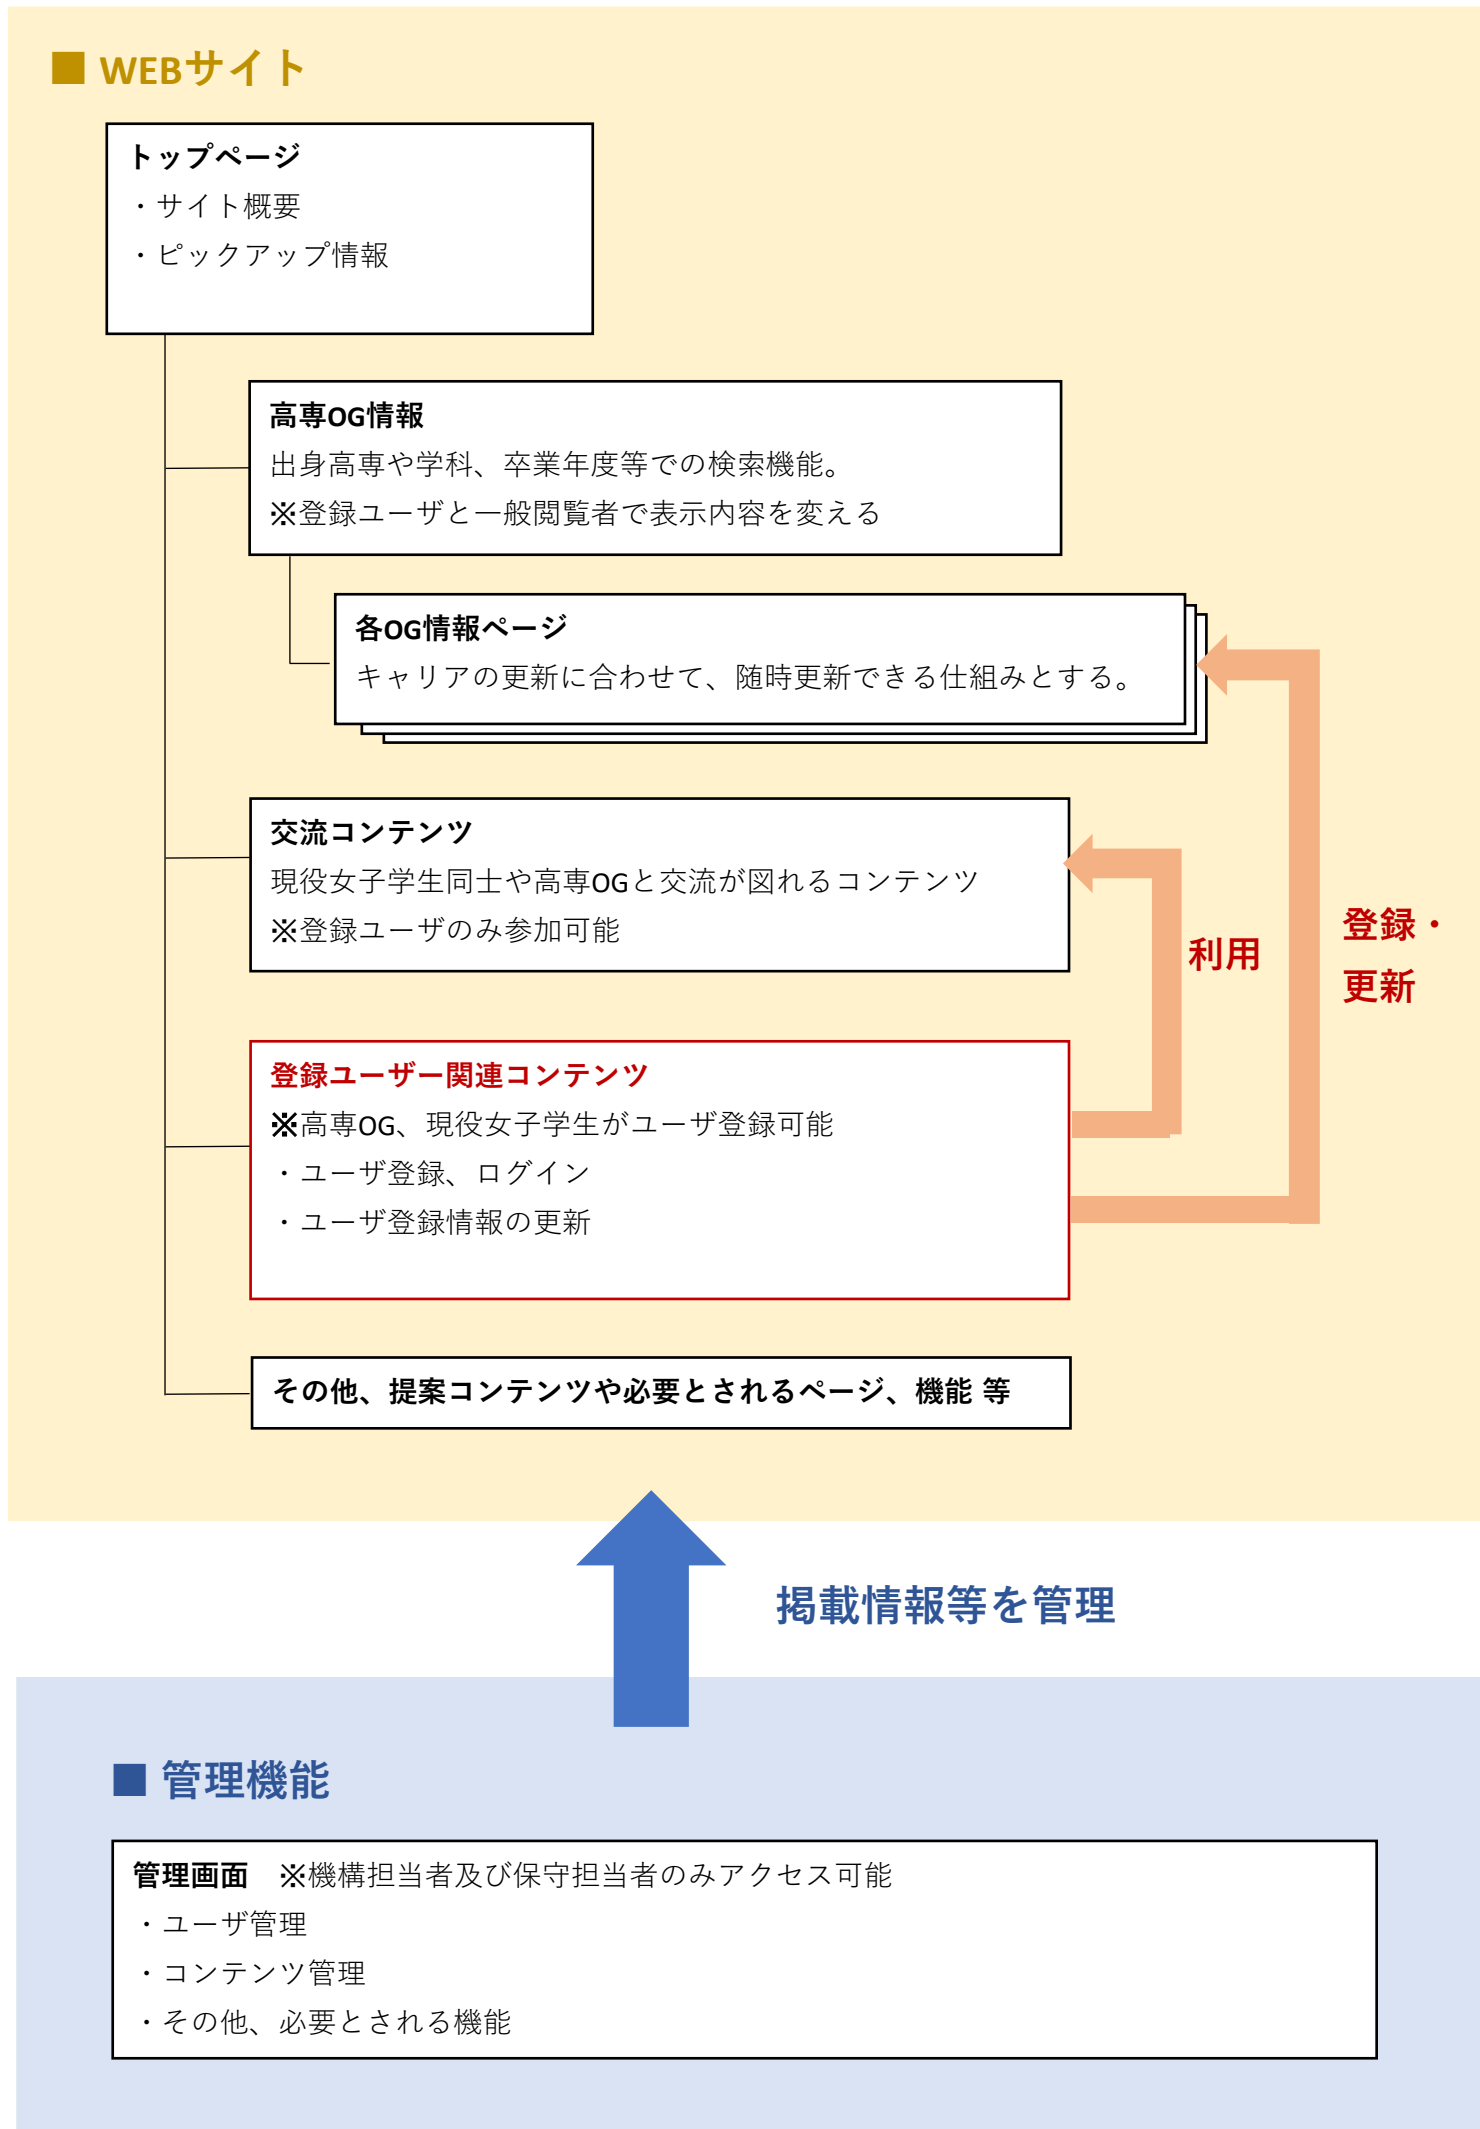 ■ WEBサイト
トップページ
・サイト概要
・ピックアップ情報
高専OG情報
出身高専や学科、卒業年度等での検索機能。
※登録ユーザと一般閲覧者で表示内容を変える
各OG情報ページ
キャリアの更新に合わせて、随時更新できる仕組みとする。
交流コンテンツ
現役女子学生同士や高専OGと交流が図れるコンテンツ
※登録ユーザのみ参加可能
利用
登録・
更新
登録ユーザー関連コンテンツ
※高専OG、現役女子学生がユーザ登録可能
・ユーザ登録、ログイン
・ユーザ登録情報の更新
その他、提案コンテンツや必要とされるページ、機能 等
掲載情報等を管理
■ 管理機能
管理画面　※機構担当者及び保守担当者のみアクセス可能
・ユーザ管理
・コンテンツ管理
・その他、必要とされる機能